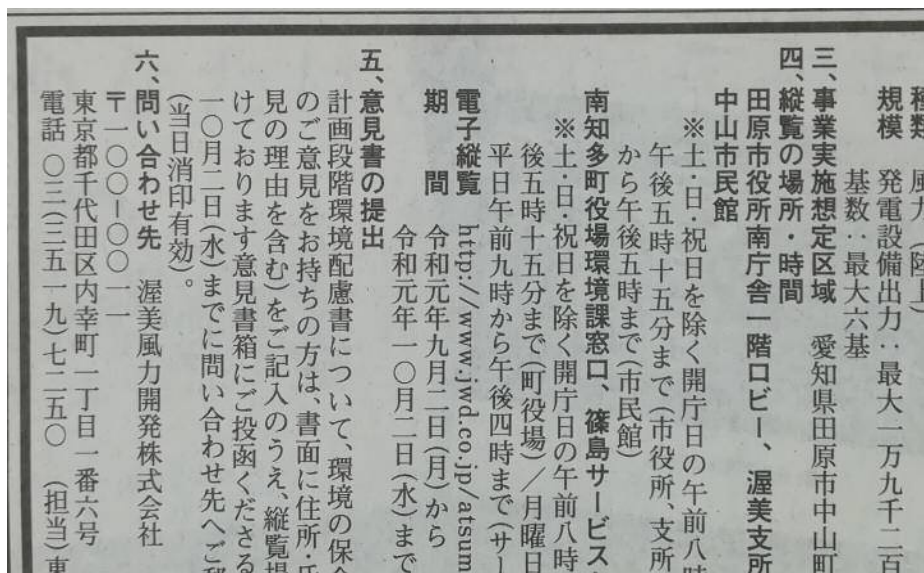 種類 風力(陸上)
規模 発電設備出力:最大一万九千二百
基数:最大六基
三、事業実施想定区域 愛知県田原市中山町
四、縦覧の場所・時間
田原市役所南庁舎一階ロビー、渥美支所
中山市民館
※土・日・祝日を除く開庁日の午前八時
午後五時十五分まで(市役所、支所
から午後五時まで(市民館)
南知多町役場環境課窓口、篠島サービス
※土・日・祝日を除く開庁日の午前八時
後五時十五分まで(町役場)/月曜日
平日午前九時から午後四時まで(サー
電子縦覧 http://www.jwd.co.jp/atsum
期 間 令和元年九月二日(月)から
令和元年一〇月二日(水)まで
五、意見書の提出
計画段階環境配慮書について、環境の保全
のご意見をお持ちの方は、書面に住所・氏
見の理由を含む)をご記入のうえ、縦覧場
けております意見書箱にご投函くださる
一〇月二日(水)までに問い合わせ先へご郵
(当日消印有効)。
六、問い合わせ先 渥美風力開発株式会社
〒一〇〇-〇〇一一
東京都千代田区内幸町一丁目一番六号
電話 〇三(三五一九)七二五〇 (担当)東